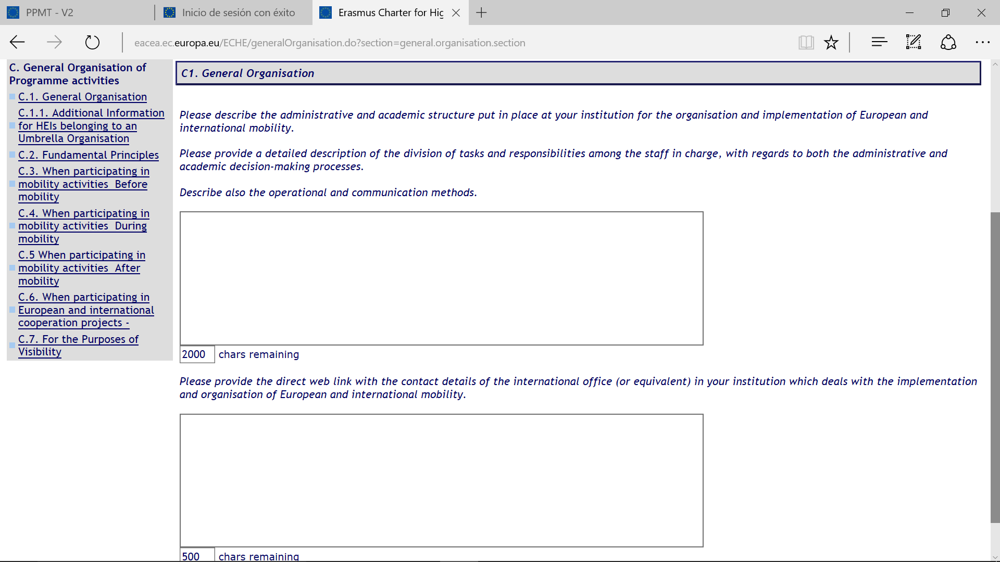 PPMT - V2
Inicio de sesión con éxito
Erasmus Charter for Hig
eacea.ec.europa.eu/ECHE/generalOrganisation.do?section=general.organisation.section
C. General Organisation of
Programme activities
C.1. General Organisation
C.1.1. Additional Information
for HEIs belonging to an
Umbrella Organisation
C.2. Fundamental Principles
C.3. When participating in
mobility activities  Before
mobility
C.4. When participating in
mobility activities  During
mobility
C.5 When participating in
mobility activities  After
mobility
C.6. When participating in
European and international
cooperation projects -
C.7. For the Purposes of
Visibility
C1. General Organisation
Please describe the administrative and academic structure put in place at your institution for the organisation and implementation of European and
international mobility.
Please provide a detailed description of the division of tasks and responsibilities among the staff in charge, with regards to both the administrative and
academic decision-making processes.
Describe also the operational and communication methods.
2000 chars remaining
Please provide the direct web link with the contact details of the international office (or equivalent) in your institution which deals with the implementation
and organisation of European and international mobility.
500 chars remaining